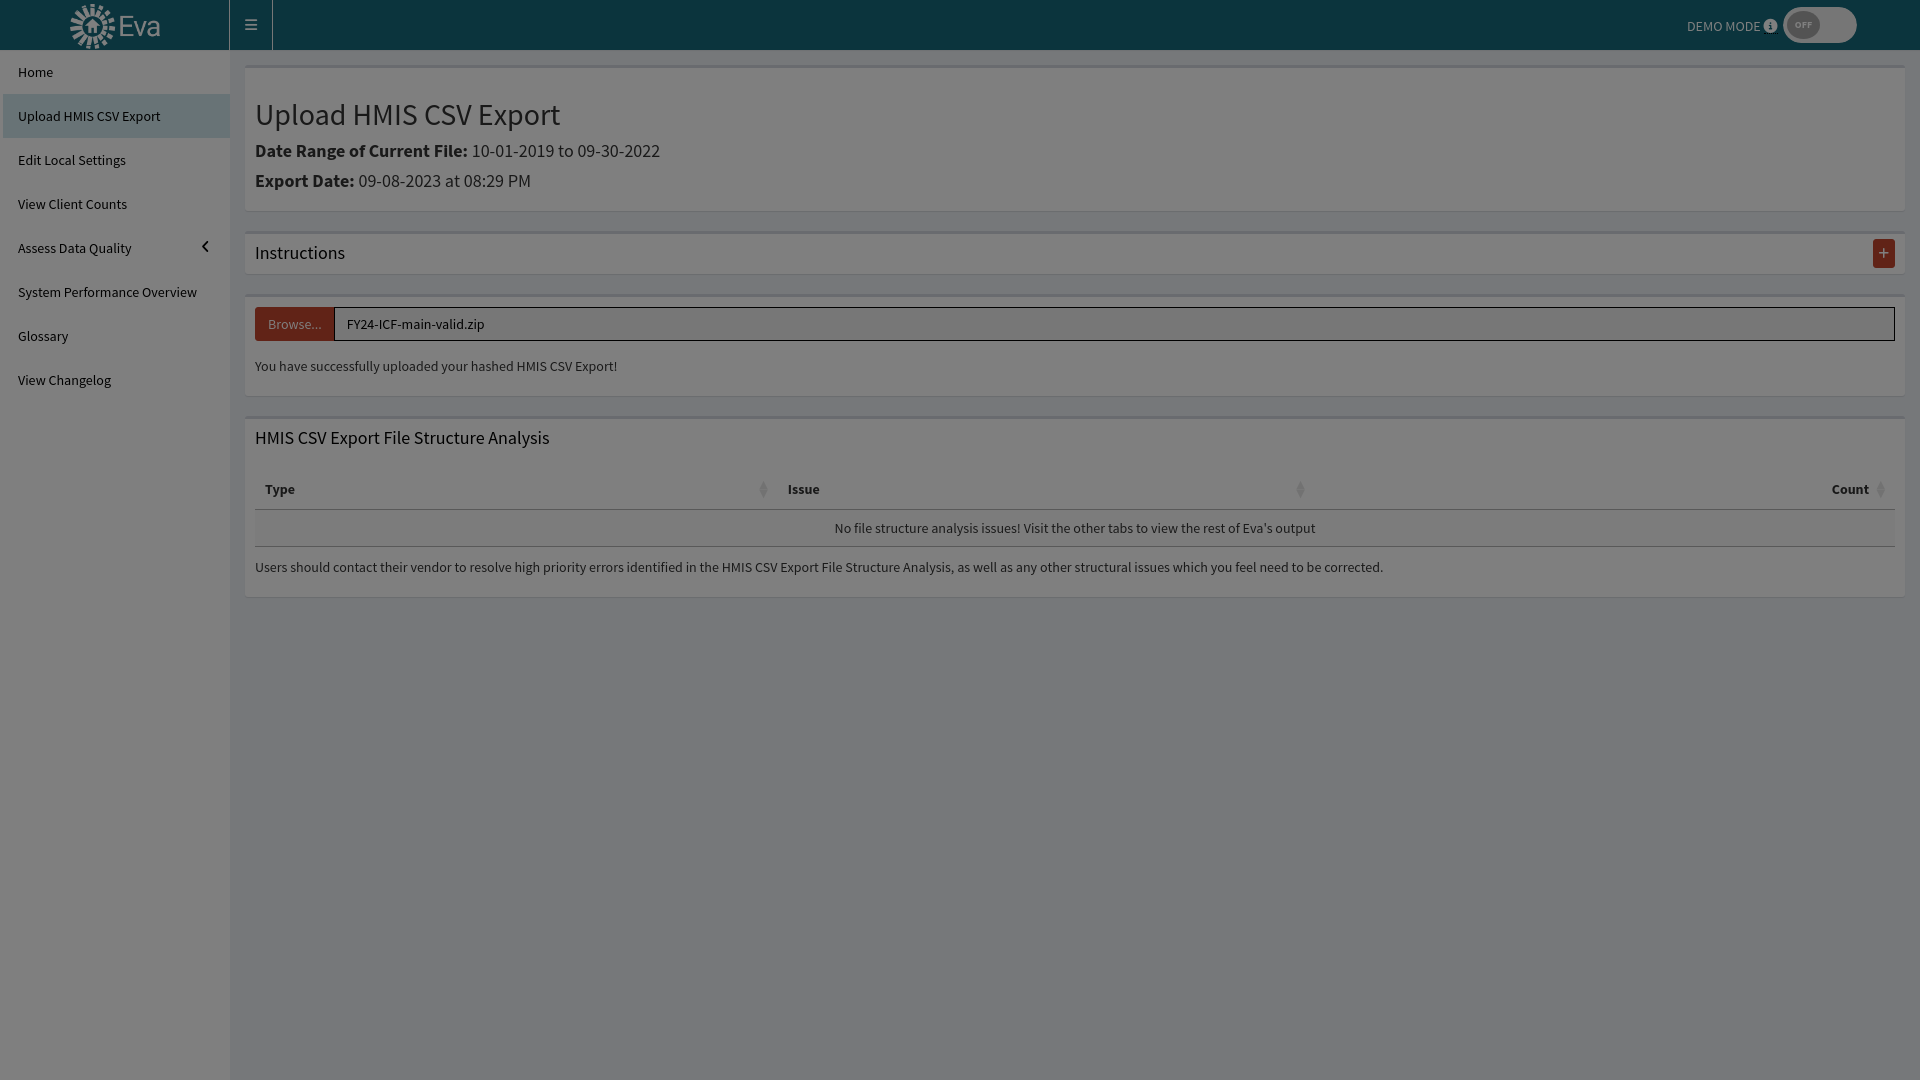 Eva
DEMO MODE
OFF
Home
Upload HMIS CSV Export
Edit Local Settings
View Client Counts
Assess Data Quality
System Performance Overview
Glossary
View Changelog
Upload HMIS CSV Export
Date Range of Current File: 10-01-2019 to 09-30-2022
Export Date: 09-08-2023 at 08:29 PM
Instructions
+
Browse... FY24-ICF-main-valid.zip
You have successfully uploaded your hashed HMIS CSV Export!
HMIS CSV Export File Structure Analysis
Type Issue Count
No file structure analysis issues! Visit the other tabs to view the rest of Eva's output
Users should contact their vendor to resolve high priority errors identified in the HMIS CSV Export File Structure Analysis, as well as any other structural issues which you feel need to be corrected.